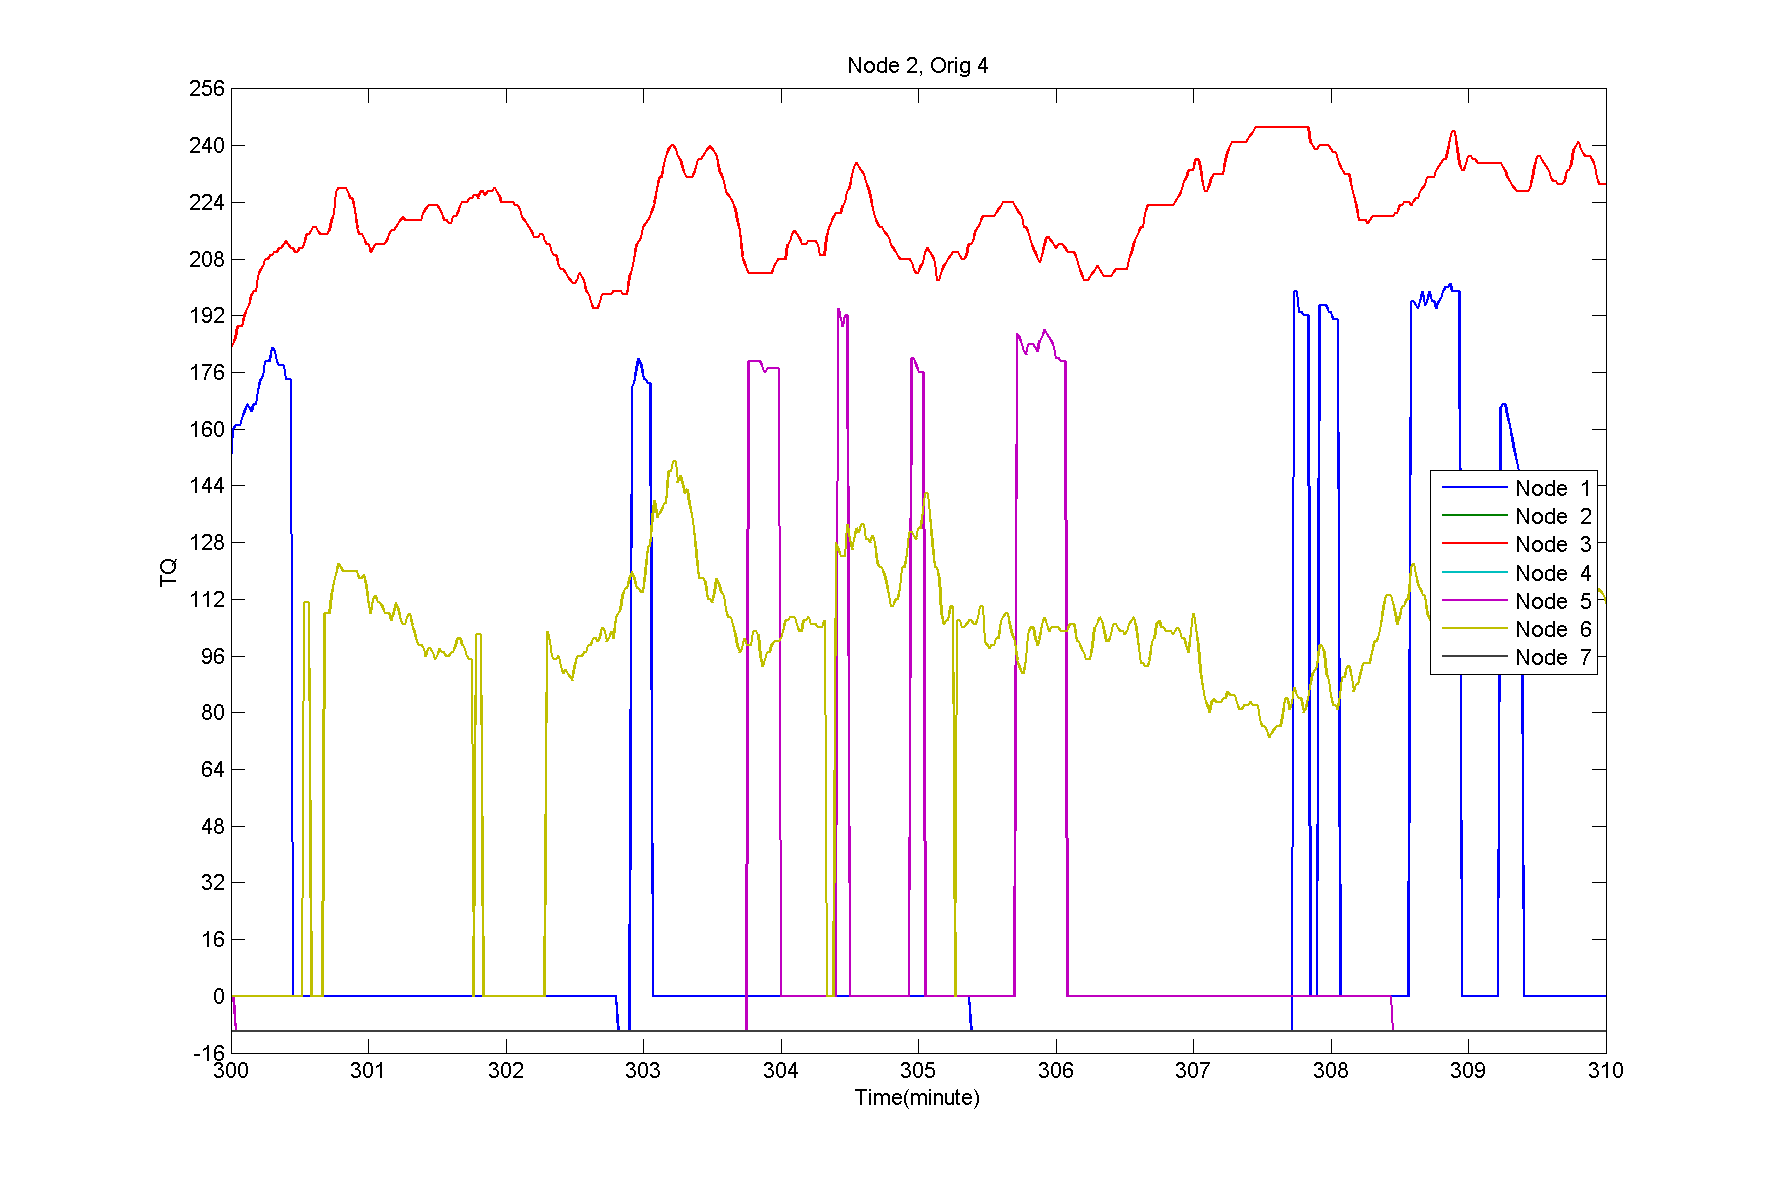 Node 2, Orig 4
256
240
224
208
192
176
160
144
128
112
96
80
64
48
32
16
0
-16
TQ
Node 1
Node 2
Node 3
Node 4
Node 5
Node 6
Node 7
300 301 302 303 304 305 306 307 308 309 310
Time(minute)